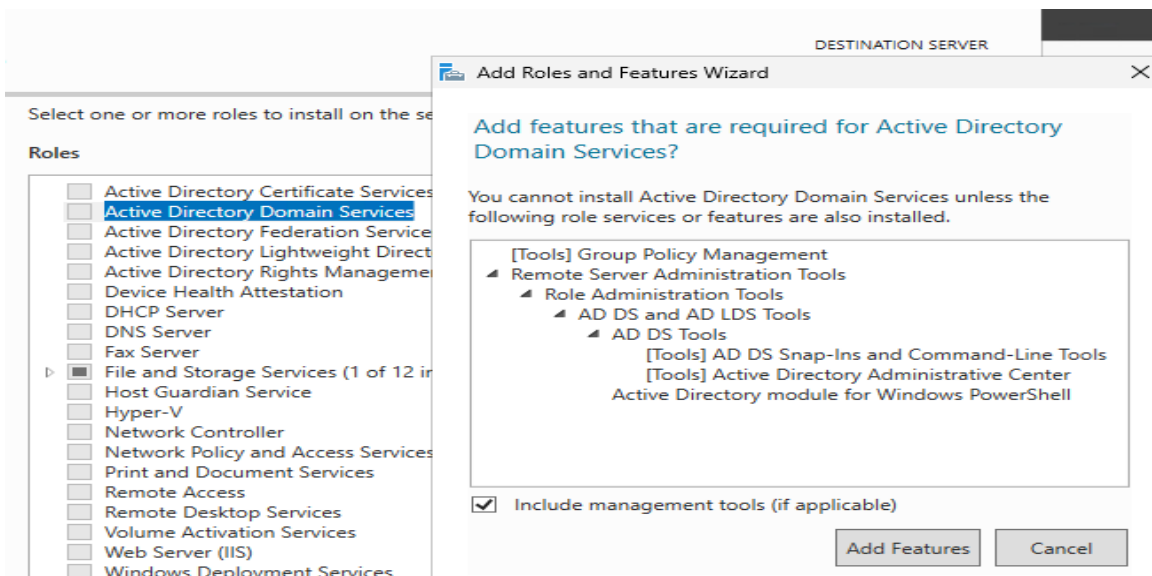 DESTINATION SERVER
Add Roles and Features Wizard
Select one or more roles to install on the se
Roles
Active Directory Certificate Services
Active Directory Domain Services
Active Directory Federation Service
Active Directory Lightweight Direct
Active Directory Rights Manageme
Device Health Attestation
DHCP Server
DNS Server
Fax Server
File and Storage Services (1 of 12 in
Host Guardian Service
Hyper-V
Network Controller
Network Policy and Access Services
Print and Document Services
Remote Access
Remote Desktop Services
Volume Activation Services
Web Server (IIS)
Windows Deployment Services
Add features that are required for Active Directory
Domain Services?
You cannot install Active Directory Domain Services unless the
following role services or features are also installed.
[Tools] Group Policy Management
Remote Server Administration Tools
Role Administration Tools
AD DS and AD LDS Tools
AD DS Tools
[Tools] AD DS Snap-Ins and Command-Line Tools
[Tools] Active Directory Administrative Center
Active Directory module for Windows PowerShell
Include management tools (if applicable)
Add Features
Cancel